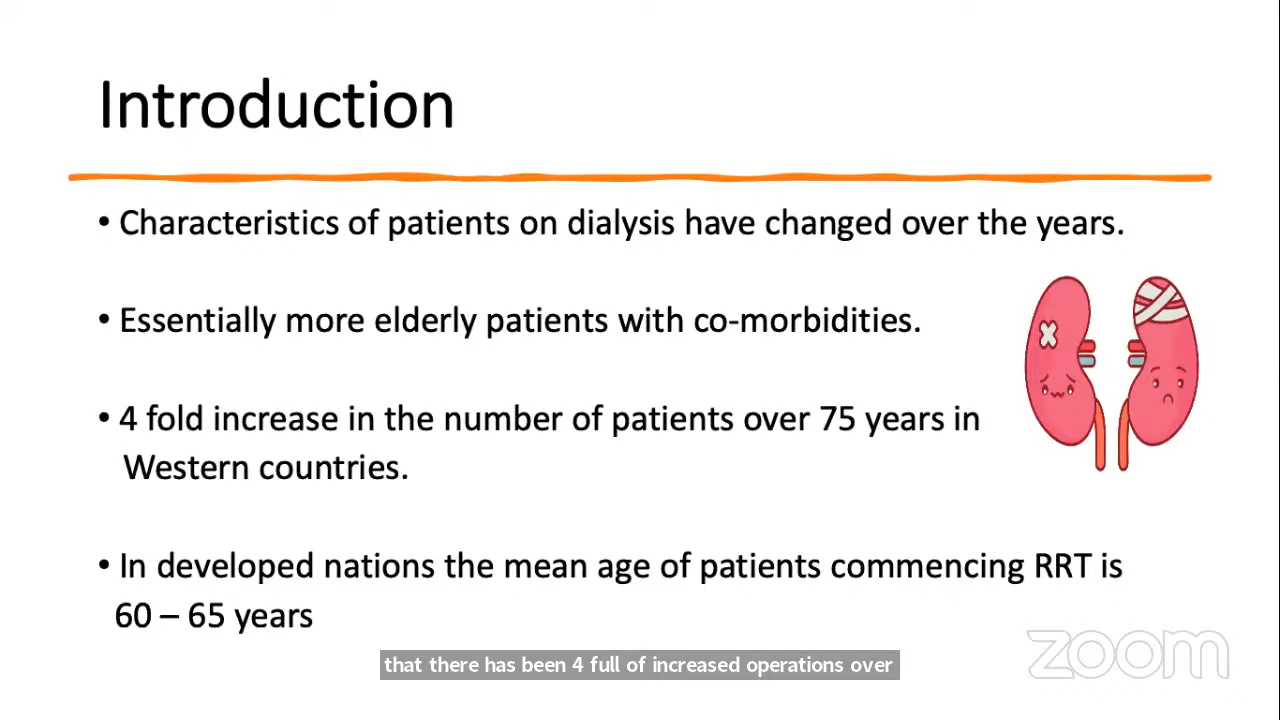 Introduction
• Characteristics of patients on dialysis have changed over the years.
• Essentially more elderly patients with co-morbidities.
• 4 fold increase in the number of patients over 75 years in
Western countries.
• In developed nations the mean age of patients commencing RRT is
60 – 65 years
that there has been 4 full of increased operations over
zoom